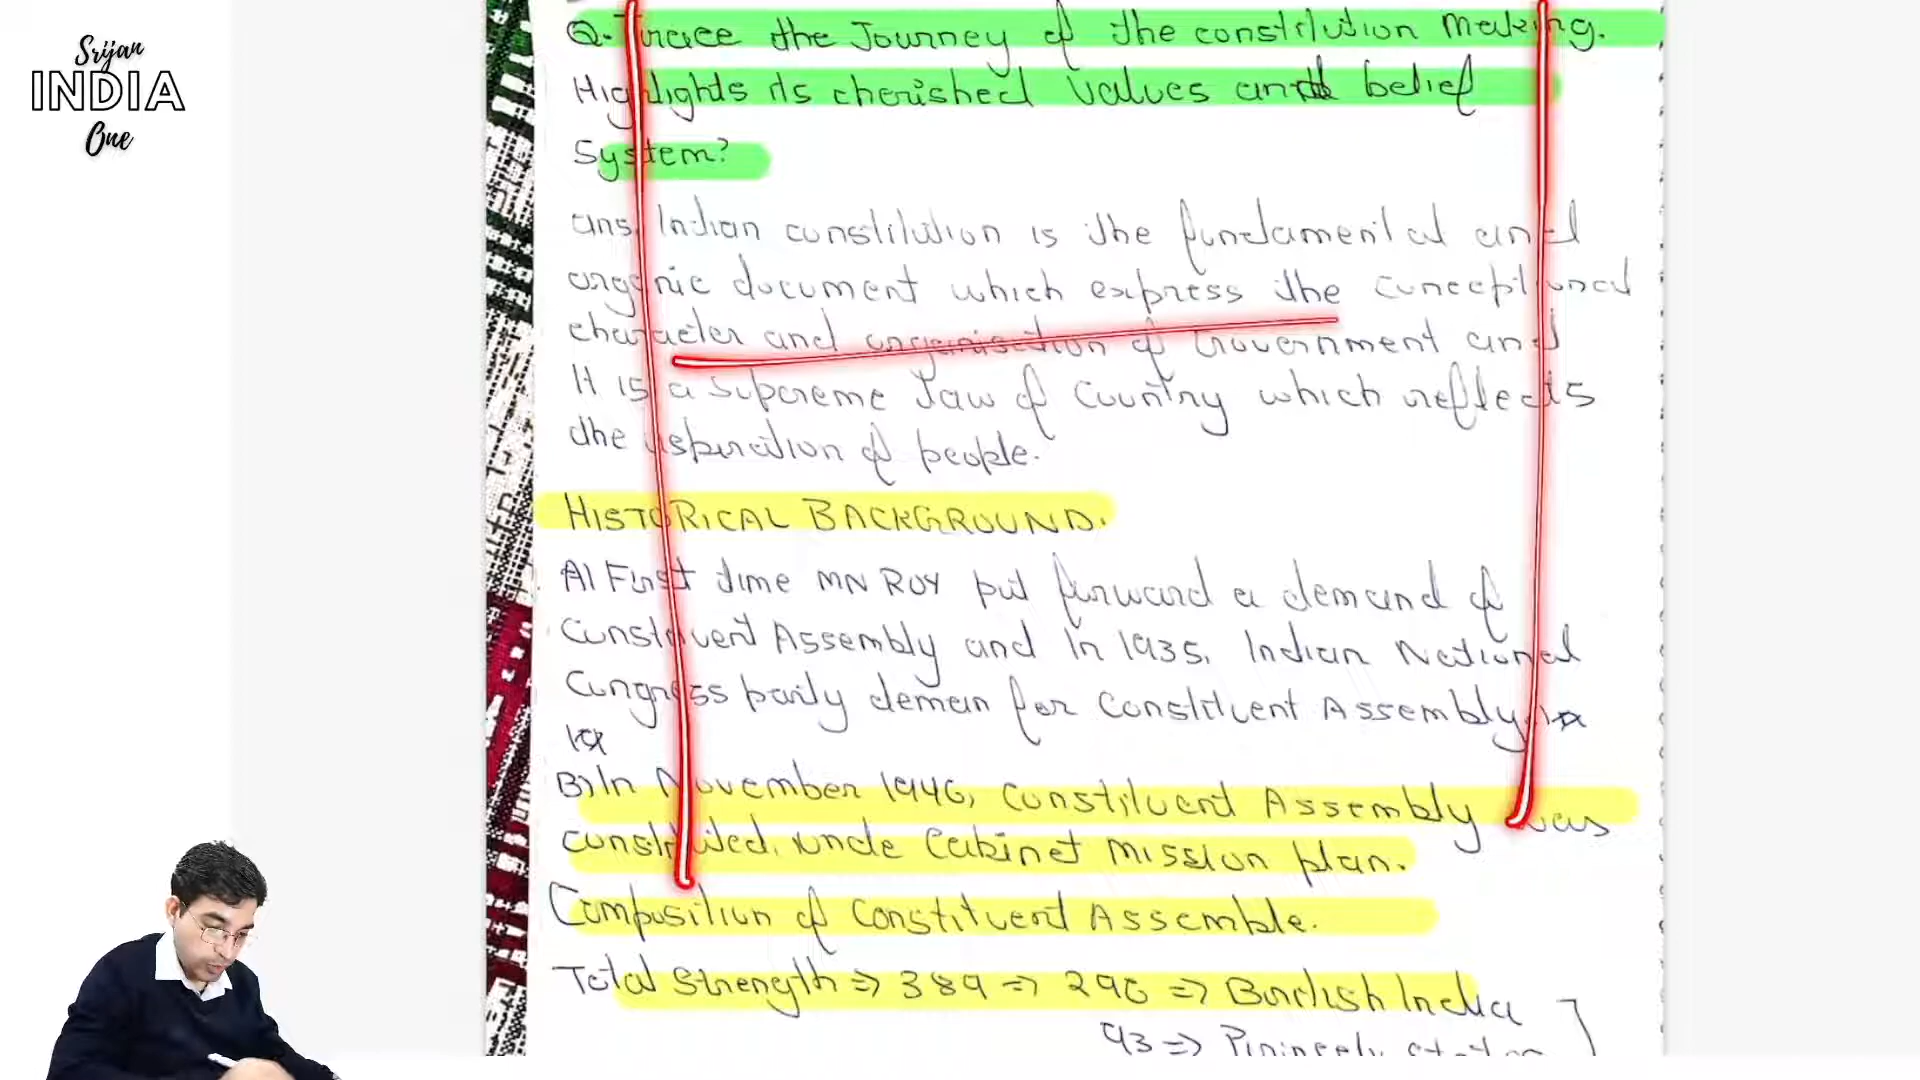 Srijan
INDIA
One
Q. Trace the Journey of the constitution making.
Highlights its cherished values and belief
System?
ans. Indian constitution is the fundamental and
organic document which express the conceptional
character and organisation of Government and
It is a supreme law of Country which reflects
the aspiration of people.
HISTORICAL BACKGROUND.
A) First time MN ROY put forward a demand of
Constituent Assembly and In 1935, Indian National
Congress party deman for Constituent Assembly
B) In November 1946, Constituent Assembly was
constituted unde Cabinet Mission plan.
Composition of Constituent Assemble.
Total Strength ⇒ 389 ⇒ 296 ⇒ British India
93 ⇒